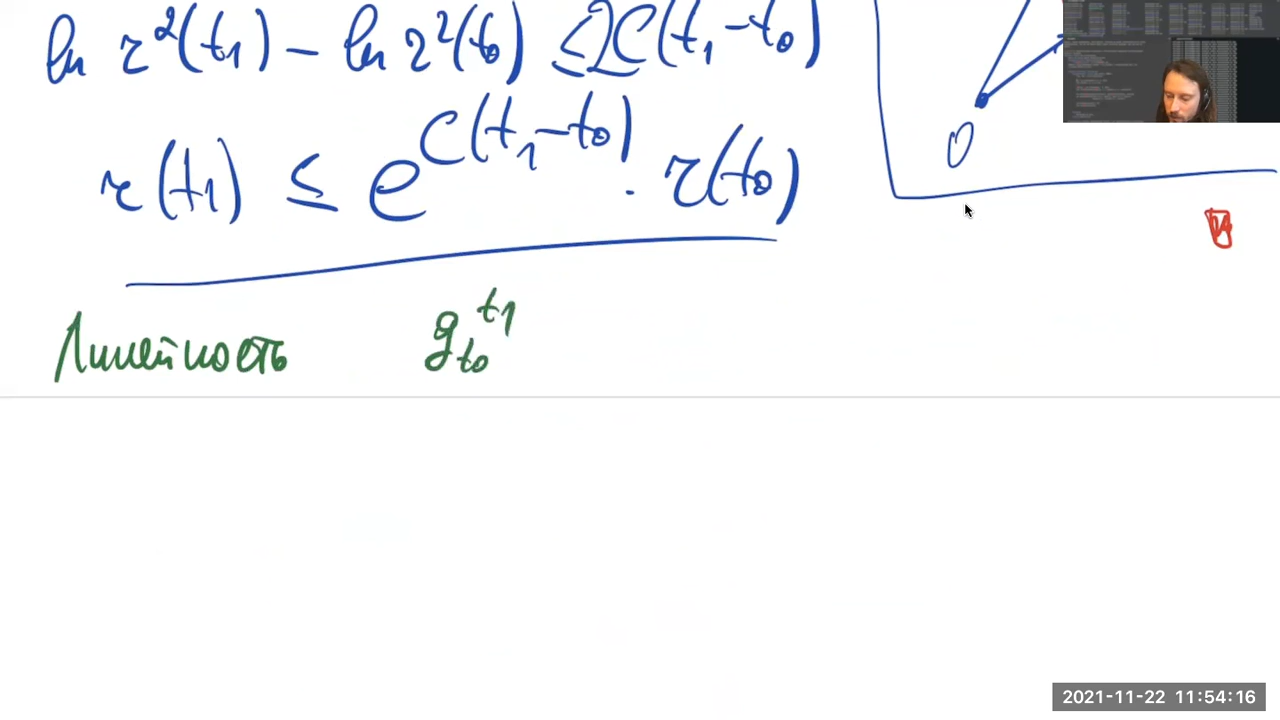 ln r²(t₁) – ln r²(t₀) ≤ 2C(t₁–t₀)
r(t₁) ≤ e^{C(t₁–t₀)} · r(t₀)
0
Линейность g_{t₀}^{t₁}
2021-11-22 11:54:16